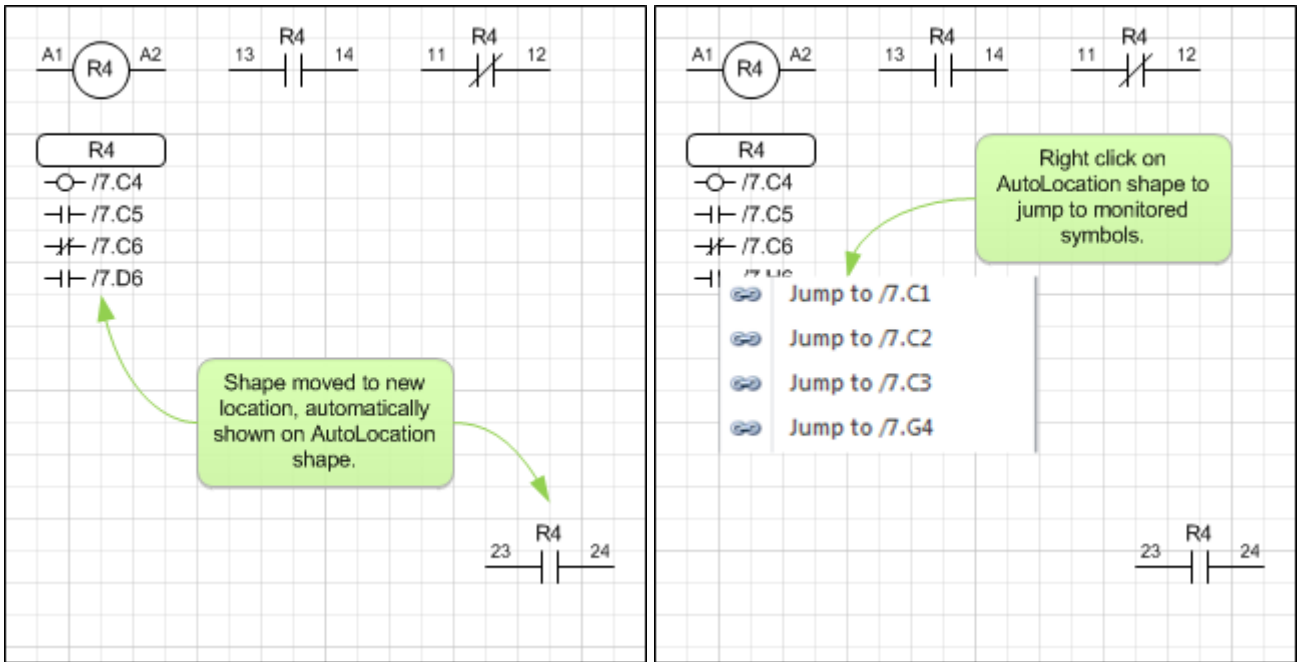 R4
R4
A1
A2
13
14
11
12
R4
R4
/7.C4
/7.C5
/7.C6
/7.D6
Shape moved to new
location, automatically
shown on AutoLocation
shape.
R4
23
24
R4
R4
A1
A2
13
14
11
12
R4
R4
/7.C4
/7.C5
/7.C6
Right click on
AutoLocation shape to
jump to monitored
symbols.
Jump to /7.C1
Jump to /7.C2
Jump to /7.C3
Jump to /7.G4
R4
23
24